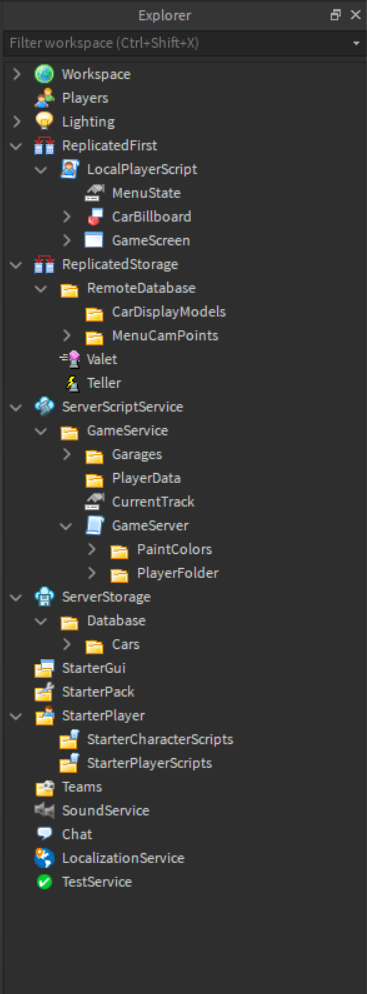 Explorer
Filter workspace (Ctrl+Shift+X)
Workspace
Players
Lighting
ReplicatedFirst
LocalPlayerScript
MenuState
CarBillboard
GameScreen
ReplicatedStorage
RemoteDatabase
CarDisplayModels
MenuCamPoints
Valet
Teller
ServerScriptService
GameService
Garages
PlayerData
CurrentTrack
GameServer
PaintColors
PlayerFolder
ServerStorage
Database
Cars
StarterGui
StarterPack
StarterPlayer
StarterCharacterScripts
StarterPlayerScripts
Teams
SoundService
Chat
LocalizationService
TestService